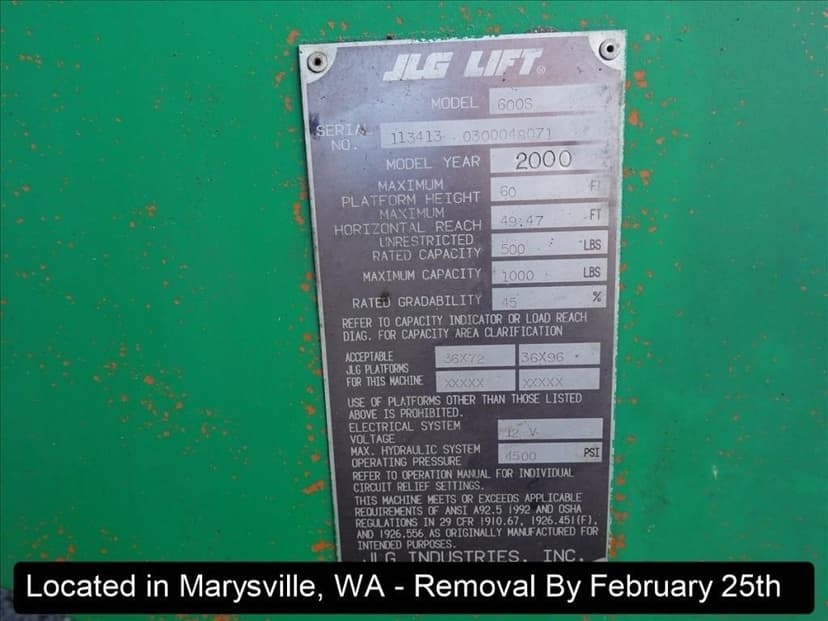 JLG LIFT®
MODEL 600S
SERIAL NO. 113413 0300049071
MODEL YEAR 2000
MAXIMUM PLATFORM HEIGHT 60 FT
MAXIMUM HORIZONTAL REACH 49.47 FT
UNRESTRICTED RATED CAPACITY 500 LBS
MAXIMUM CAPACITY 1000 LBS
RATED GRADABILITY 45 %
REFER TO CAPACITY INDICATOR OR LOAD REACH
DIAG. FOR CAPACITY AREA CLARIFICATION
ACCEPTABLE 36X72 36X96
JLG PLATFORMS
FOR THIS MACHINE XXXXX XXXXX
USE OF PLATFORMS OTHER THAN THOSE LISTED
ABOVE IS PROHIBITED.
ELECTRICAL SYSTEM
VOLTAGE 12 V
MAX. HYDRAULIC SYSTEM
OPERATING PRESSURE 4500 PSI
REFER TO OPERATION MANUAL FOR INDIVIDUAL
CIRCUIT RELIEF SETTINGS.
THIS MACHINE MEETS OR EXCEEDS APPLICABLE
REQUIREMENTS OF ANSI A92.5 1992 AND OSHA
REGULATIONS IN 29 CFR 1910.67, 1926.451(F),
AND 1926.556 AS ORIGINALLY MANUFACTURED FOR
INTENDED PURPOSES.
JLG INDUSTRIES, INC.
Located in Marysville, WA - Removal By February 25th